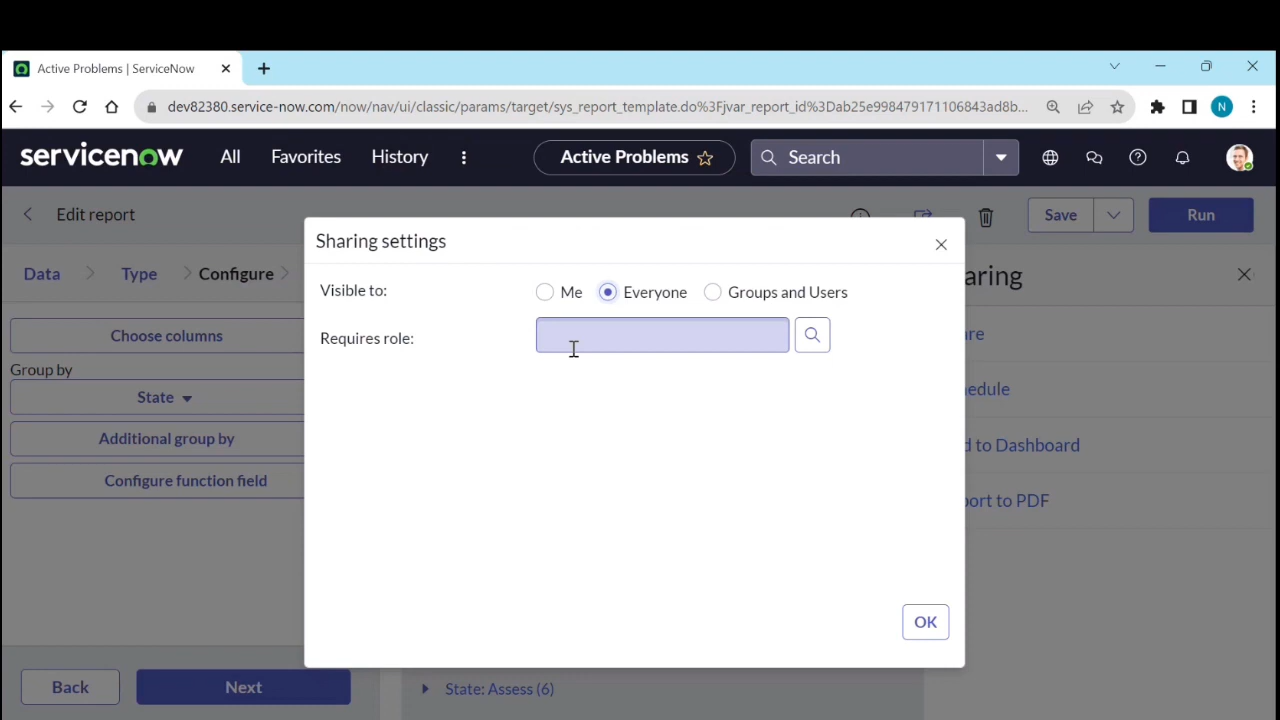 Active Problems | ServiceNow
dev82380.service-now.com/now/nav/ui/classic/params/target/sys_report_template.do%3Fjvar_report_id%3Dab25e998479171106843ad8b...
N
servicenow
All
Favorites
History
Active Problems
Search
Edit report
Save
Run
Data
Type
Configure
Choose columns
Group by
State
Additional group by
Configure function field
Back
Next
Sharing settings
Visible to:
Me
Everyone
Groups and Users
Requires role:
OK
aring
are
edule
d to Dashboard
port to PDF
State: Assess (6)